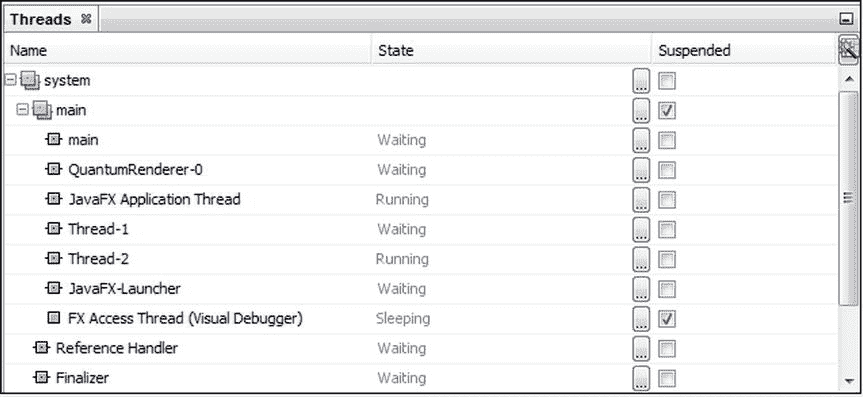 Threads
Name State Suspended
system ...
main ...
main Waiting ...
QuantumRenderer-0 Waiting ...
JavaFX Application Thread Running ...
Thread-1 Waiting ...
Thread-2 Running ...
JavaFX-Launcher Waiting ...
FX Access Thread (Visual Debugger) Sleeping ...
Reference Handler Waiting ...
Finalizer Waiting ...